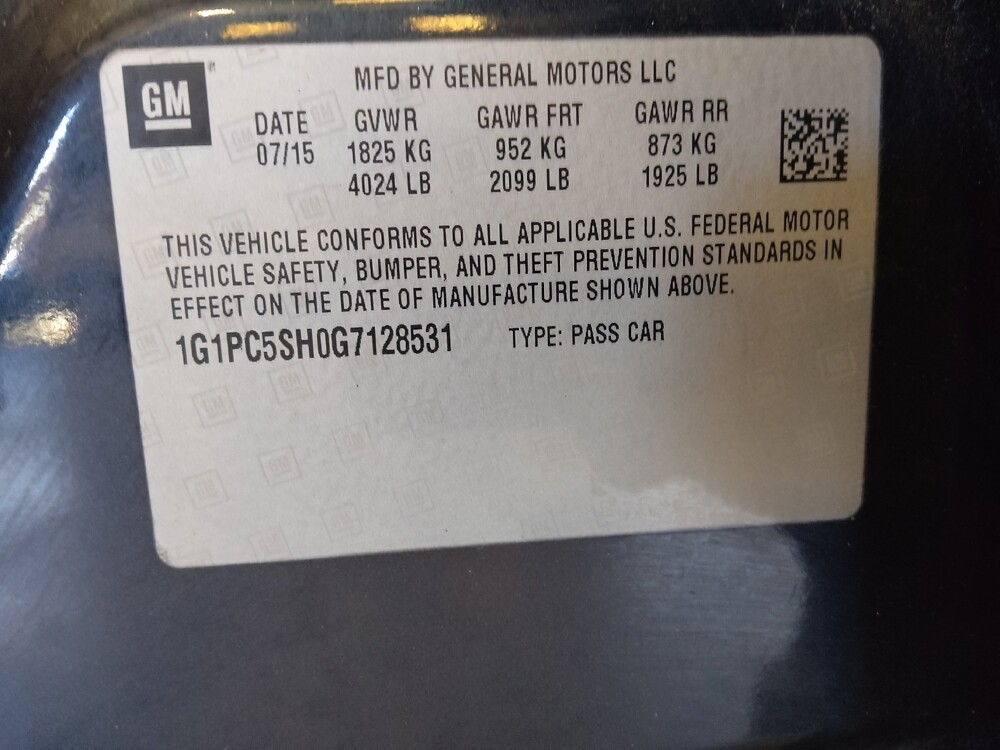 GM
MFD BY GENERAL MOTORS LLC
DATE GVWR GAWR FRT GAWR RR
07/15 1825 KG 952 KG 873 KG
4024 LB 2099 LB 1925 LB
THIS VEHICLE CONFORMS TO ALL APPLICABLE U.S. FEDERAL MOTOR
VEHICLE SAFETY, BUMPER, AND THEFT PREVENTION STANDARDS IN
EFFECT ON THE DATE OF MANUFACTURE SHOWN ABOVE.
1G1PC5SH0G7128531 TYPE: PASS CAR